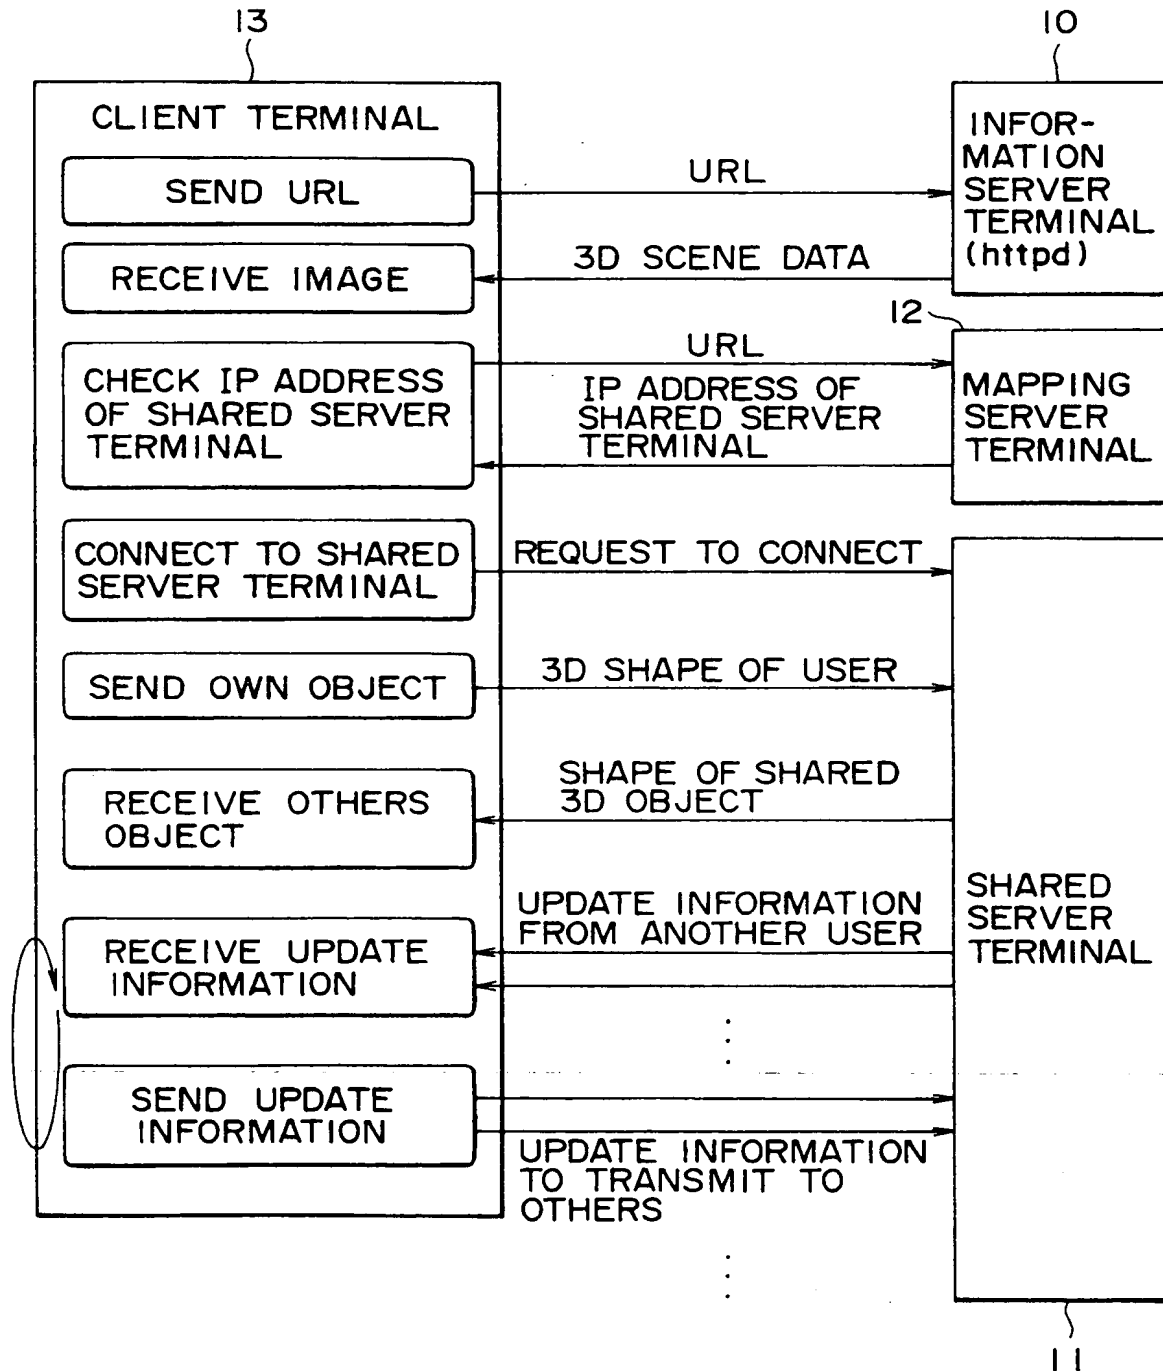 13
10
CLIENT TERMINAL
SEND URL
URL
INFOR-
MATION
SERVER
TERMINAL
(httpd)
RECEIVE IMAGE
3D SCENE DATA
12
CHECK IP ADDRESS
OF SHARED SERVER
TERMINAL
URL
IP ADDRESS OF
SHARED SERVER
TERMINAL
MAPPING
SERVER
TERMINAL
CONNECT TO SHARED
SERVER TERMINAL
REQUEST TO CONNECT
SEND OWN OBJECT
3D SHAPE OF USER
RECEIVE OTHERS
OBJECT
SHAPE OF SHARED
3D OBJECT
SHARED
SERVER
TERMINAL
RECEIVE UPDATE
INFORMATION
UPDATE INFORMATION
FROM ANOTHER USER
SEND UPDATE
INFORMATION
UPDATE INFORMATION
TO TRANSMIT TO
OTHERS
11